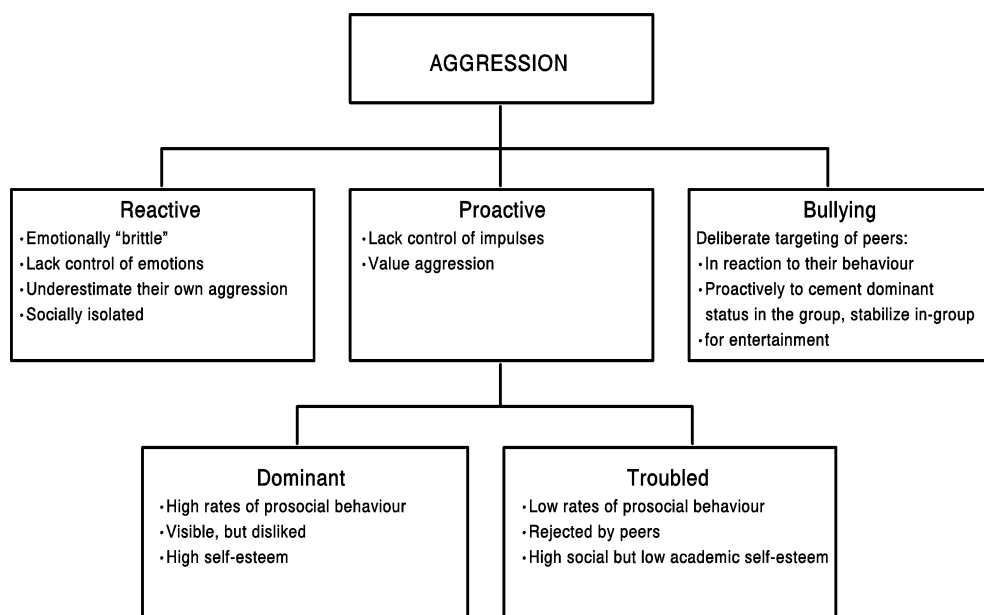 AGGRESSION
Reactive
• Emotionally “brittle”
• Lack control of emotions
• Underestimate their own aggression
• Socially isolated
Proactive
• Lack control of impulses
• Value aggression
Bullying
Deliberate targeting of peers:
• In reaction to their behaviour
• Proactively to cement dominant
status in the group, stabilize in-group
• for entertainment
Dominant
• High rates of prosocial behaviour
• Visible, but disliked
• High self-esteem
Troubled
• Low rates of prosocial behaviour
• Rejected by peers
• High social but low academic self-esteem